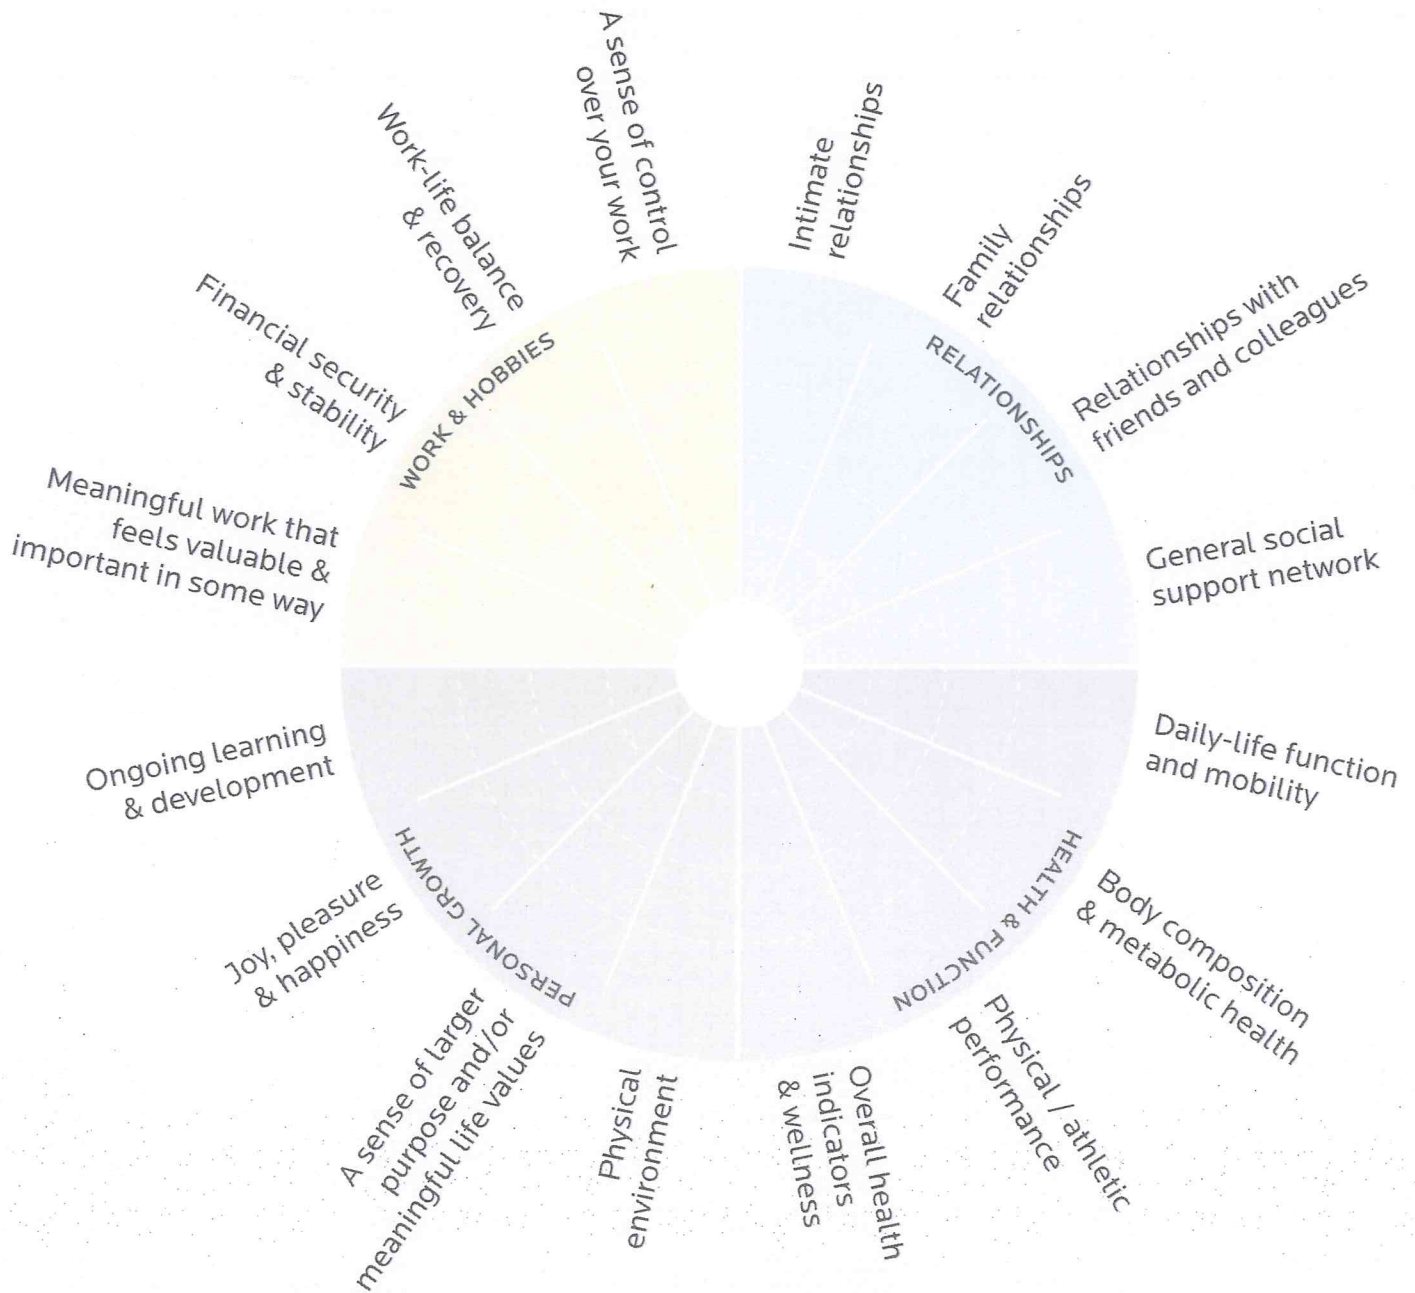 A sense of control
over your work
Work-life balance
& recovery
Financial security
& stability
Meaningful work that
feels valuable &
important in some way
WORK & HOBBIES
Intimate
relationships
Family
relationships
Relationships with
friends and colleagues
General social
support network
RELATIONSHIPS
Daily-life function
and mobility
Body composition
& metabolic health
Physical / athletic
performance
Overall health
indicators
& wellness
HEALTH & FUNCTION
Physical
environment
A sense of larger
purpose and/or
meaningful life values
Joy, pleasure
& happiness
Ongoing learning
& development
PERSONAL GROWTH